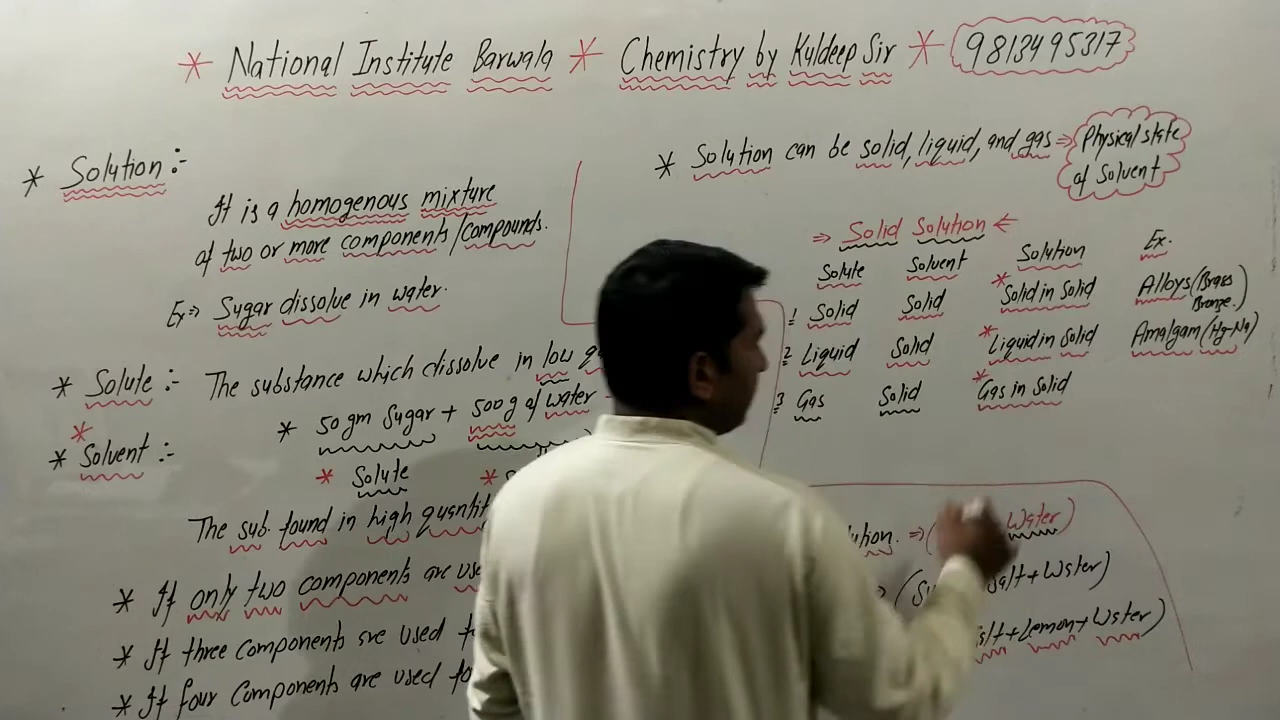 * National Institute Barwala * Chemistry by Kuldeep Sir * 9813495317
* Solution :-
It is a homogenous mixture
of two or more components/compounds.
Ex ⇒ Sugar dissolve in water.
* Solute :- The substance which dissolve in low
* 50 gm Sugar + 500g of water
* Solute *
* Solvent :-
The sub. found in high
* If only two components are
* If three Components are used
* If four Components are used
* Solution can be solid, liquid, and gas ⇒ Physical state
of Solvent
⇒ Solid Solution ⇐
Solute Solvent Solution Ex.
1 Solid Solid *Solid in Solid Alloys (Brass
Bronze.)
2 Liquid Solid *Liquid in Solid Amalgam (Hg-Na)
3 Gas Solid *Gas in Solid
⇒ ( Water)
Salt + Water)
+ Lemon + Water)